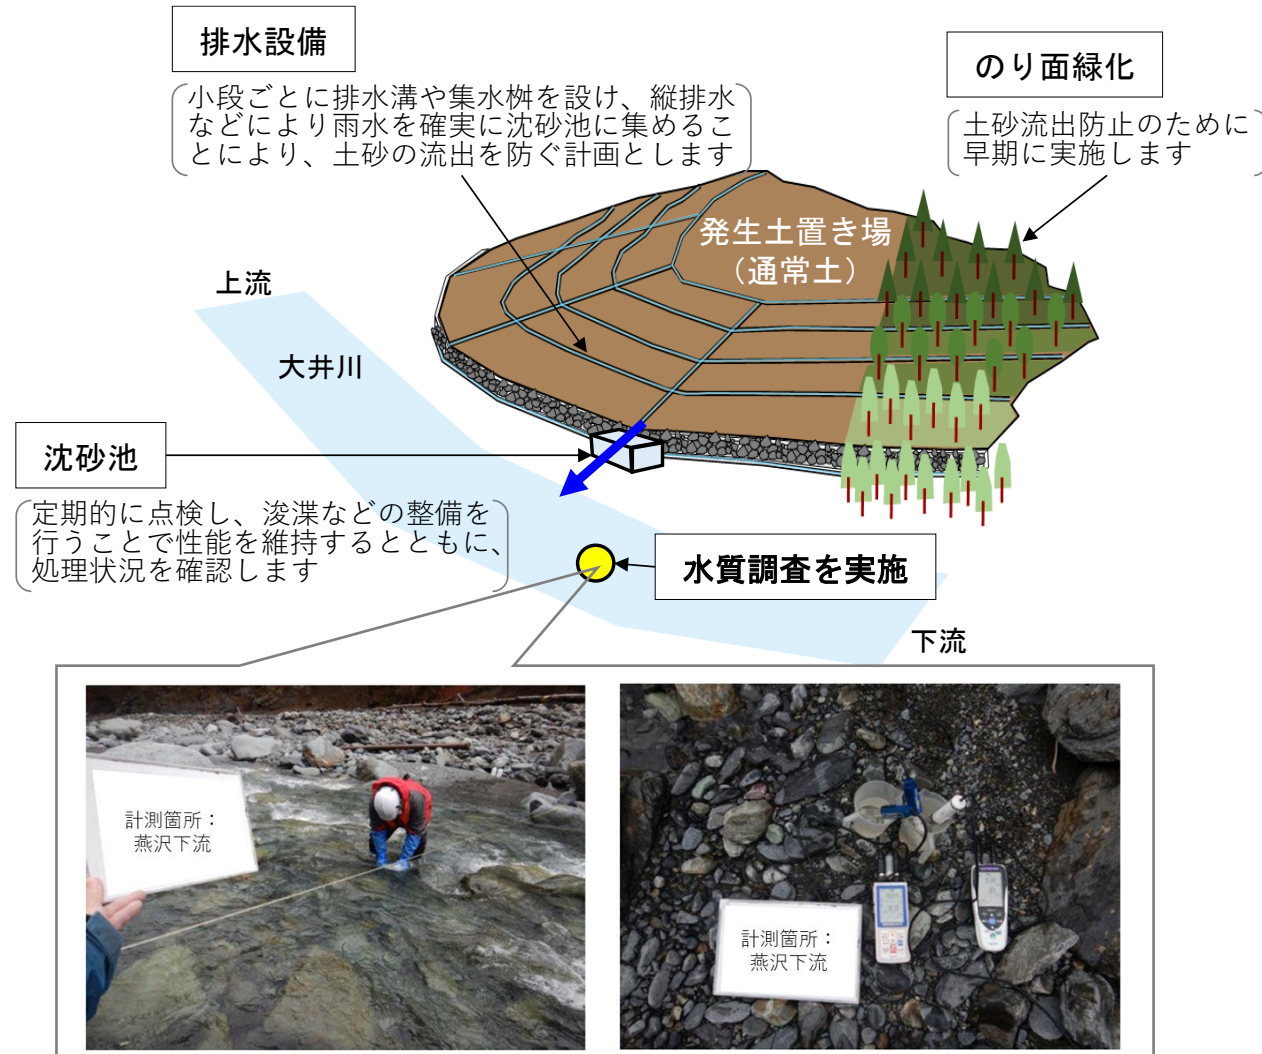 排水設備
小段ごとに排水溝や集水桝を設け、縦排水
などにより雨水を確実に沈砂池に集めるこ
とにより、土砂の流出を防ぐ計画とします
のり面緑化
土砂流出防止のために
早期に実施します
発生土置き場
（通常土）
上流
大井川
沈砂池
定期的に点検し、浚渫などの整備を
行うことで性能を維持するとともに、
処理状況を確認します
水質調査を実施
下流
計測箇所：
燕沢下流
計測箇所：
燕沢下流